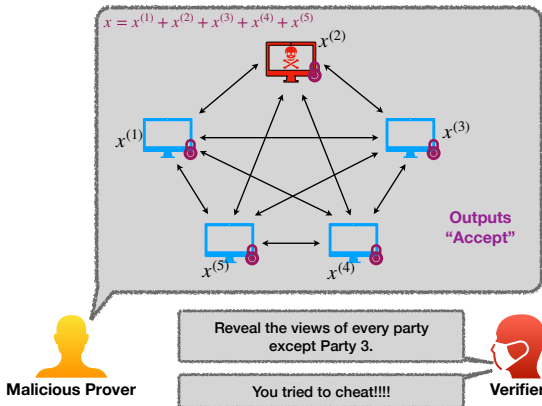 x = x^{(1)} + x^{(2)} + x^{(3)} + x^{(4)} + x^{(5)}
x^{(2)}
x^{(1)}
x^{(3)}
x^{(5)}
x^{(4)}
Outputs
“Accept”
Reveal the views of every party
except Party 3.
You tried to cheat!!!!
Malicious Prover
Verifier